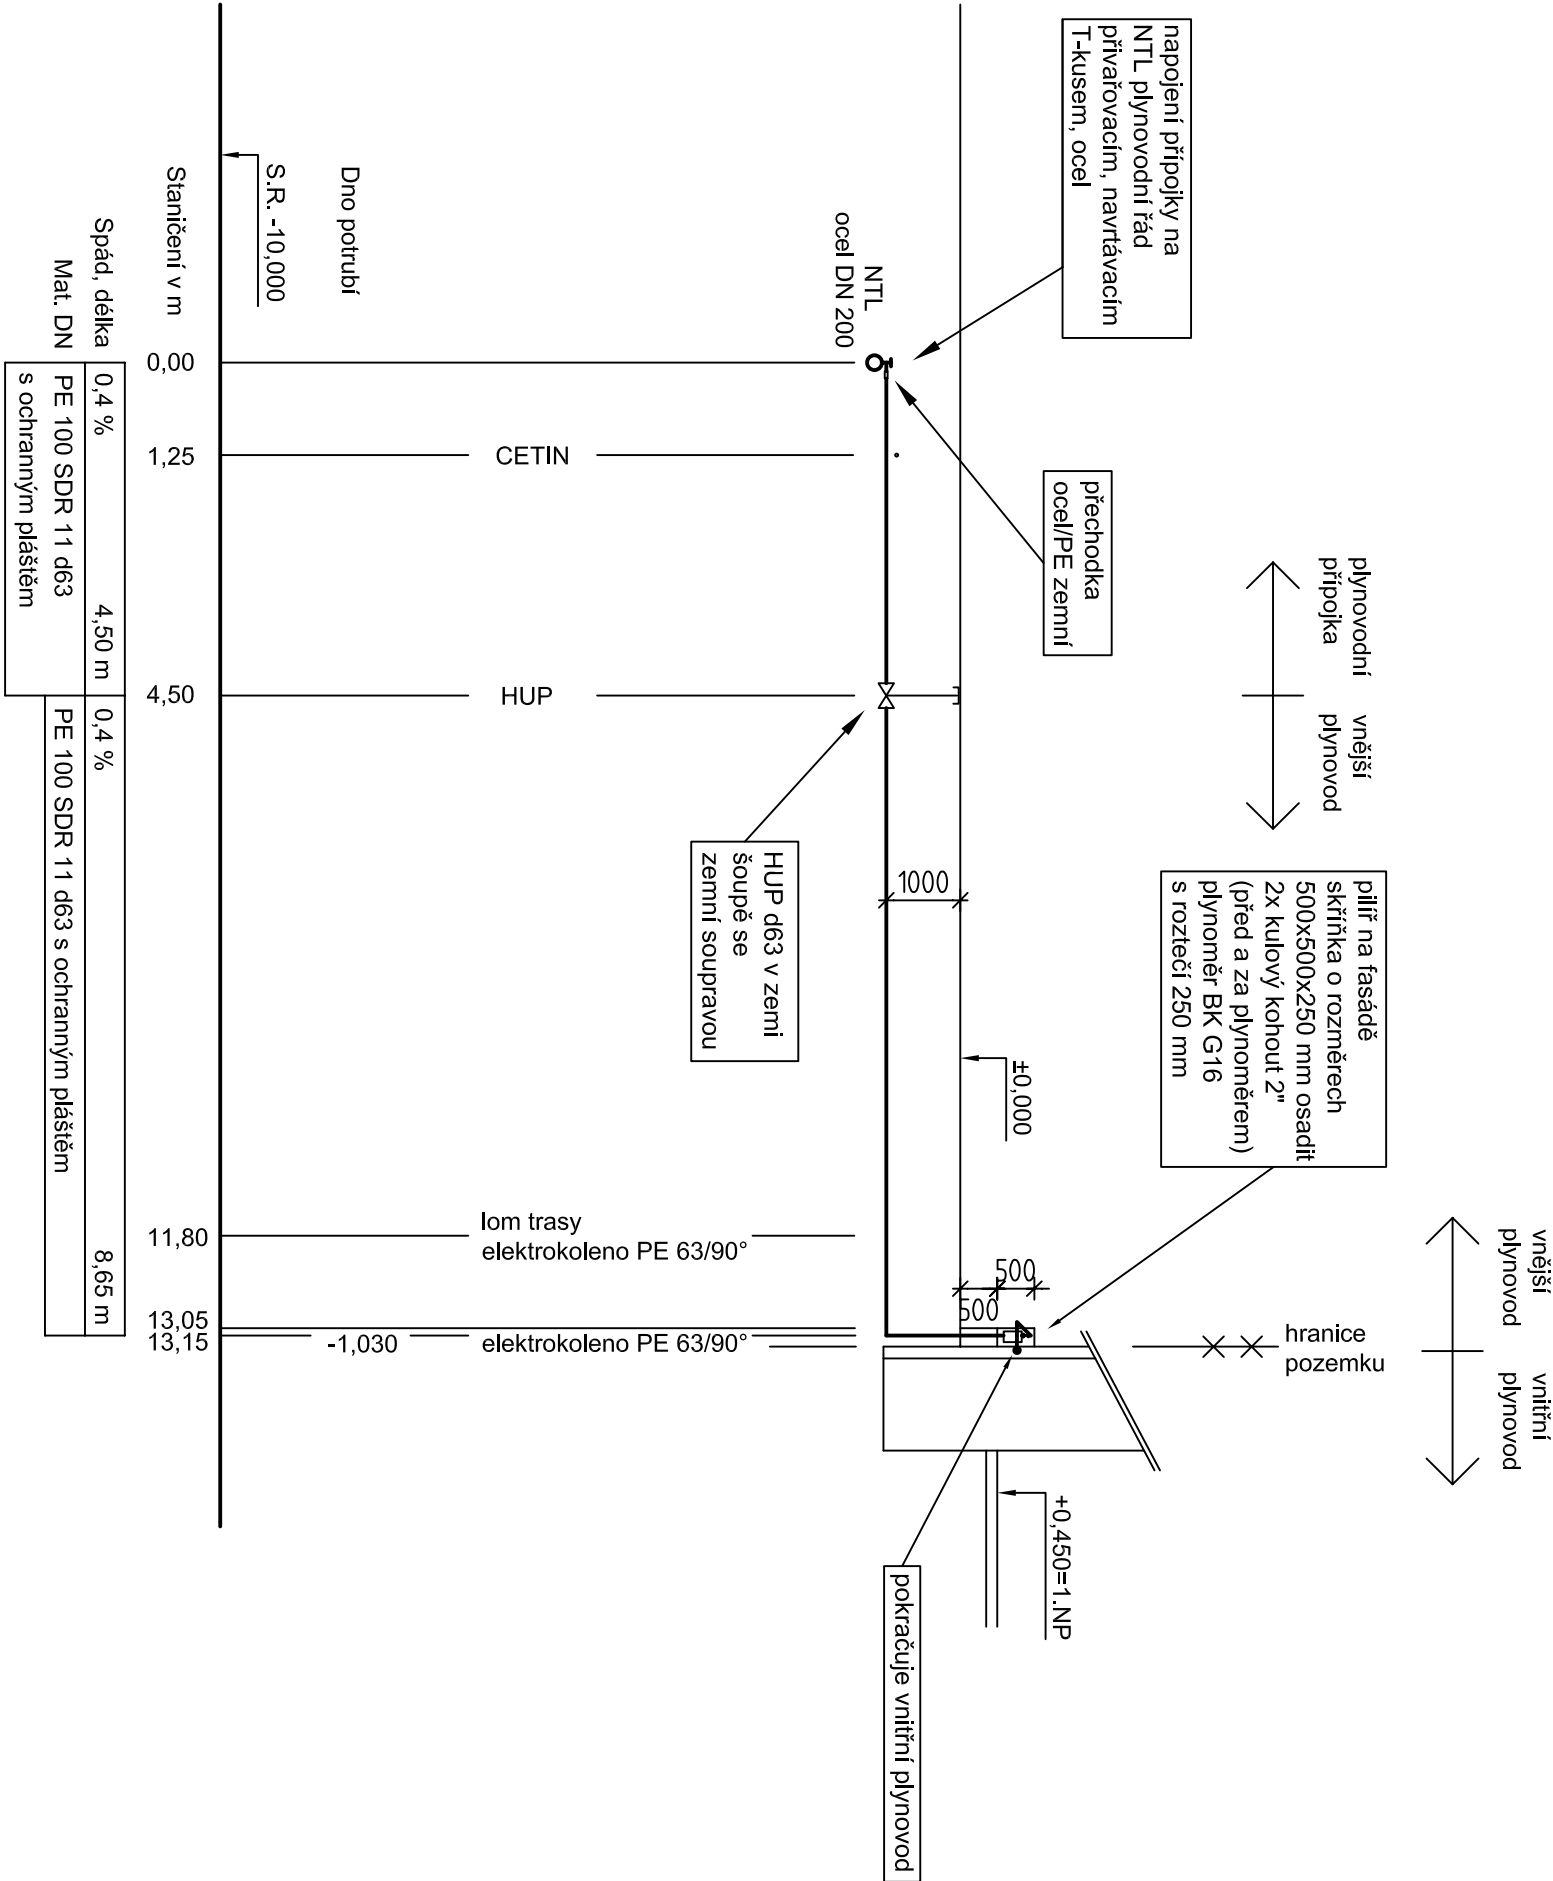 napojení přípojky na
NTL plynovodní řád
přivařovacím, navrtávacím
T-kusem, ocel
přechodka
ocel/PE zemní
plynovodní
přípojka
vnější
plynovod
pilíř na fasádě
skříňka o rozměrech
500x500x250 mm osadit
2x kulový kohout 2"
(před a za plynoměrem)
plynoměr BK G16
s roztečí 250 mm
vnější
plynovod
vnitřní
plynovod
hranice
pozemku
±0,000
+0,450=1.NP
500
500
1000
NTL
ocel DN 200
HUP d63 v zemi
šoupě se
zemní soupravou
pokračuje vnitřní plynovod
CETIN
HUP
lom trasy
elektrokoleno PE 63/90°
elektrokoleno PE 63/90°
Dno potrubí
-1,030
S.R. -10,000
Staničení v m
0,00
1,25
4,50
11,80
13,05
13,15
Spád, délka
0,4 %
4,50 m
0,4 %
8,65 m
Mat. DN
PE 100 SDR 11 d63
s ochranným pláštěm
PE 100 SDR 11 d63 s ochranným pláštěm